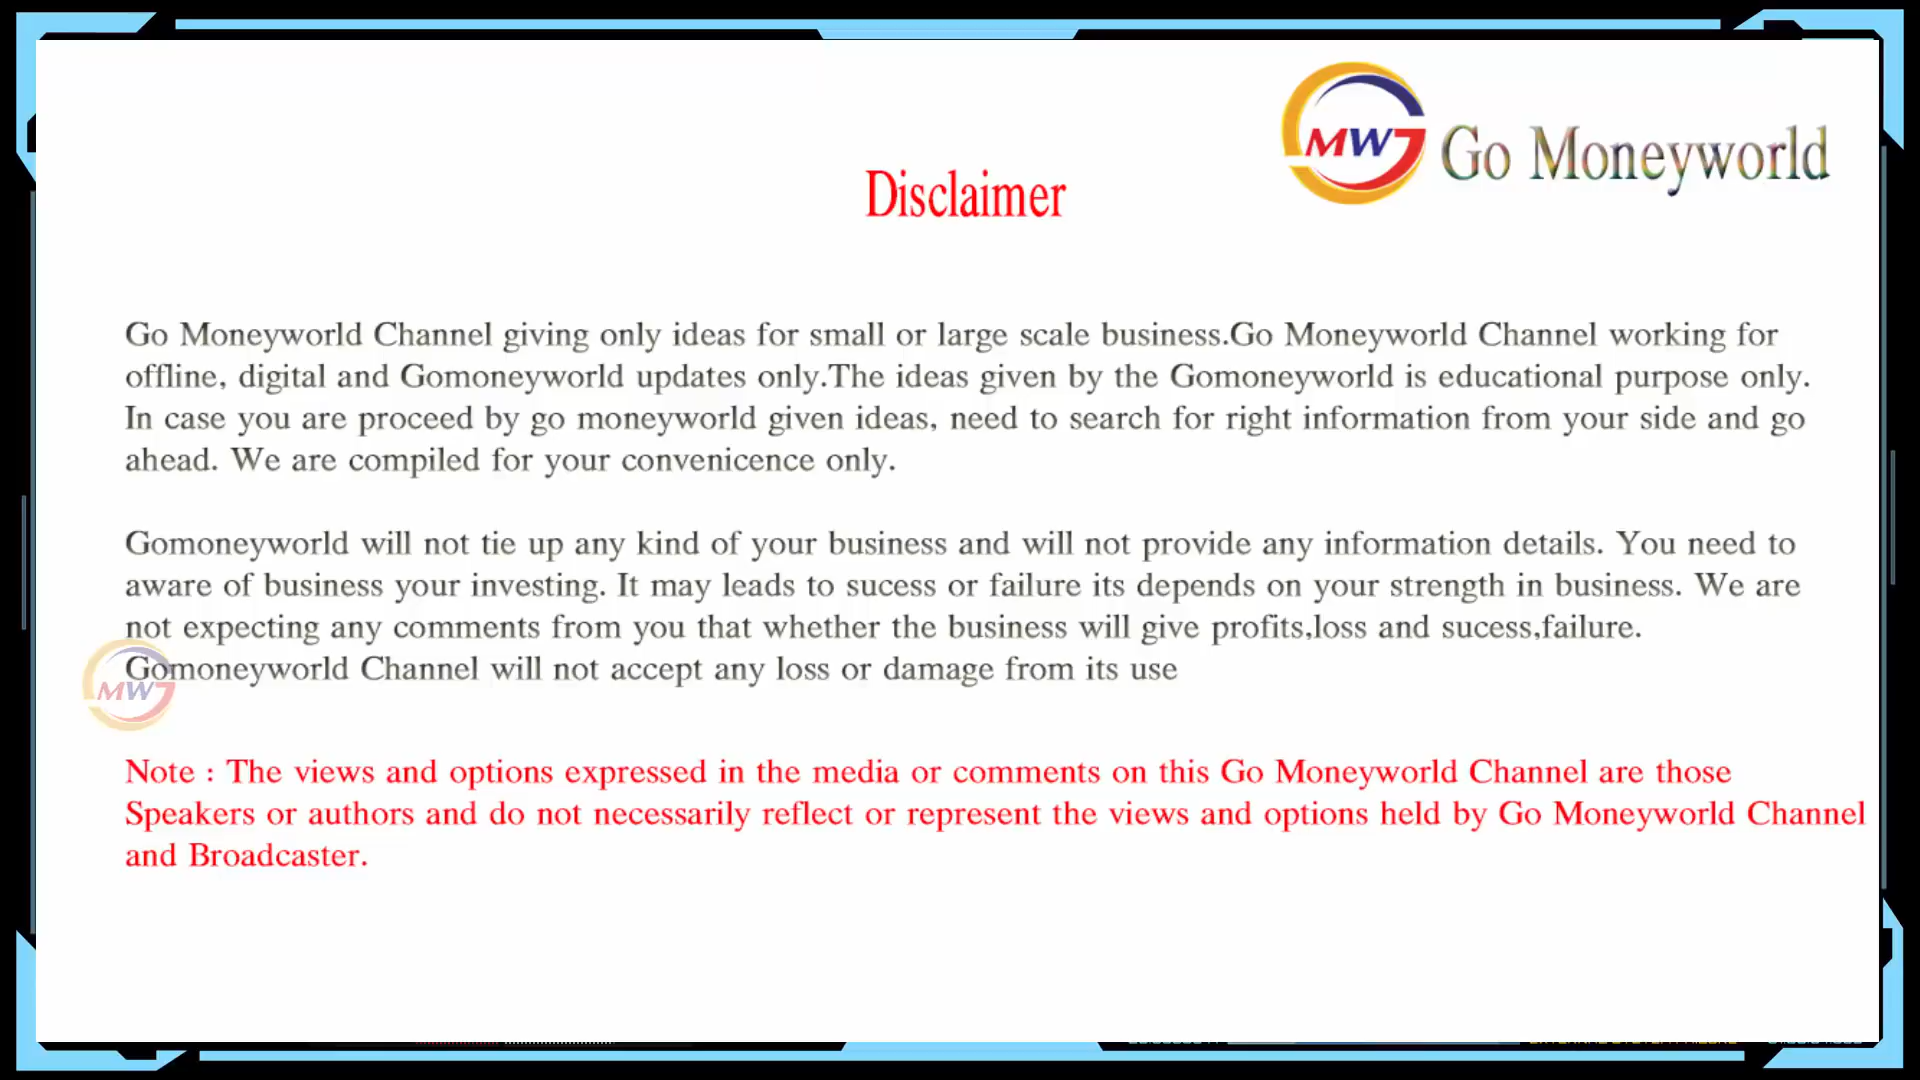 MW
Go Moneyworld
Disclaimer
Go Moneyworld Channel giving only ideas for small or large scale business.Go Moneyworld Channel working for
offline, digital and Gomoneyworld updates only.The ideas given by the Gomoneyworld is educational purpose only.
In case you are proceed by go moneyworld given ideas, need to search for right information from your side and go
ahead. We are compiled for your convenicence only.
Gomoneyworld will not tie up any kind of your business and will not provide any information details. You need to
aware of business your investing. It may leads to sucess or failure its depends on your strength in business. We are
not expecting any comments from you that whether the business will give profits,loss and sucess,failure.
Gomoneyworld Channel will not accept any loss or damage from its use
MW
Note : The views and options expressed in the media or comments on this Go Moneyworld Channel are those
Speakers or authors and do not necessarily reflect or represent the views and options held by Go Moneyworld Channel
and Broadcaster.